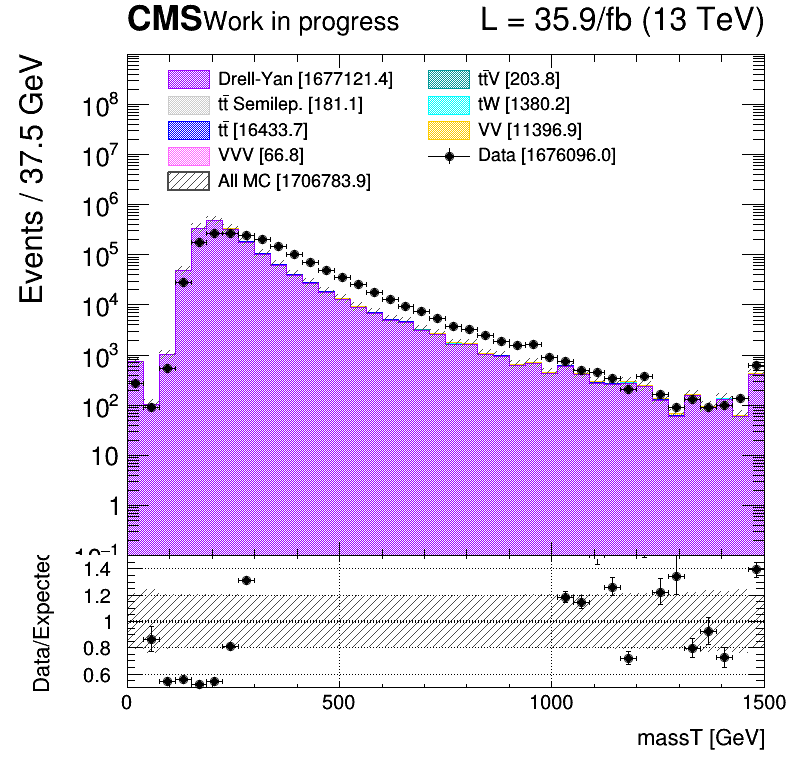 CMS Work in progress L = 35.9/fb (13 TeV)
Events / 37.5 GeV
Drell-Yan [1677121.4]
tt̄V [203.8]
tt̄ Semilep. [181.1]
tW [1380.2]
tt̄ [16433.7]
VV [11396.9]
VVV [66.8]
Data [1676096.0]
All MC [1706783.9]
10⁸
10⁷
10⁶
10⁵
10⁴
10³
10²
10
1
10⁻¹
Data/Expected
1.4
1.2
1
0.8
0.6
0 500 1000 1500
massT [GeV]